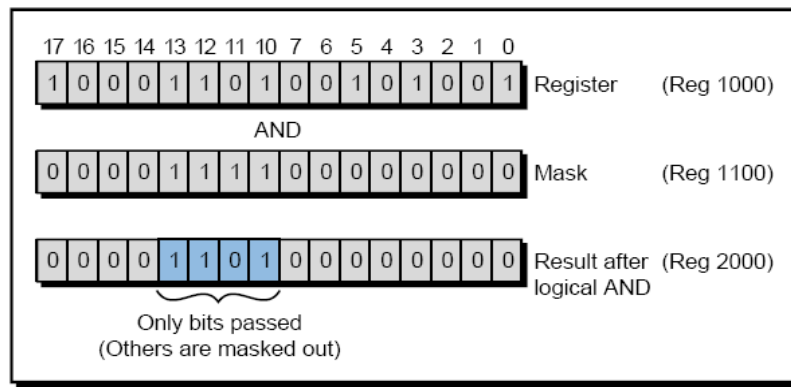 17 16 15 14 13 12 11 10 7 6 5 4 3 2 1 0
1 0 0 0 1 1 0 1 0 0 1 0 1 0 0 1 Register (Reg 1000)
AND
0 0 0 0 1 1 1 1 0 0 0 0 0 0 0 0 Mask (Reg 1100)
0 0 0 0 1 1 0 1 0 0 0 0 0 0 0 0 Result after (Reg 2000)
logical AND
Only bits passed
(Others are masked out)